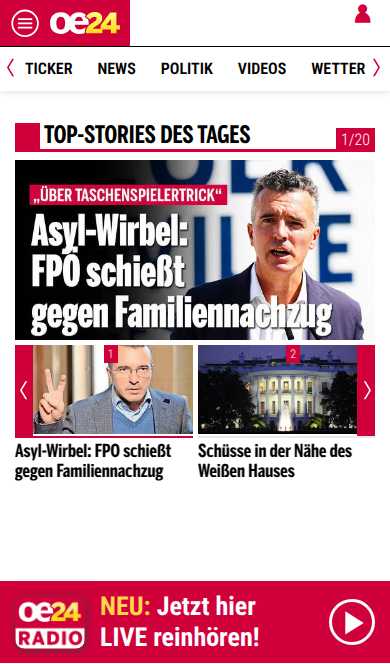 oe24
TICKER NEWS POLITIK VIDEOS WETTER
TOP-STORIES DES TAGES
1/20
„ÜBER TASCHENSPIELERTRICK“
Asyl-Wirbel:
FPÖ schießt
gegen Familiennachzug
1
2
Asyl-Wirbel: FPÖ schießt
gegen Familiennachzug
Schüsse in der Nähe des
Weißen Hauses
oe24
RADIO
NEU: Jetzt hier
LIVE reinhören!